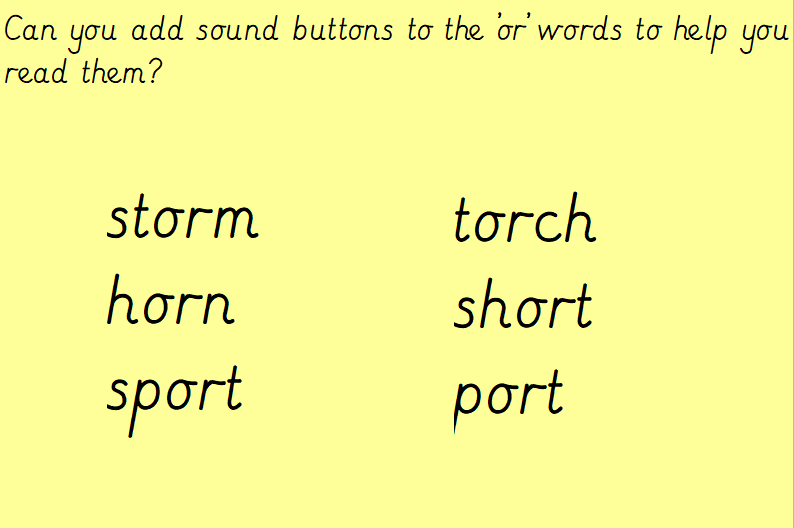 Can you add sound buttons to the 'or' words to help you
read them?
storm
horn
sport
torch
short
port